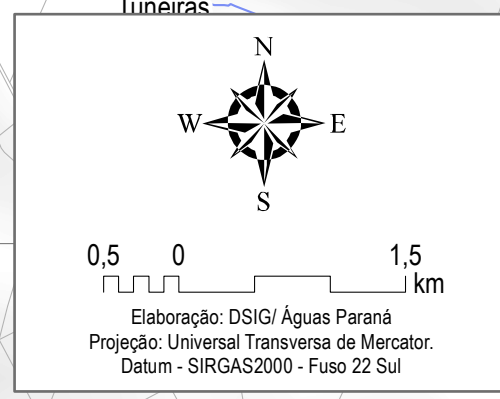 Tuneiras
N
W E
S
0,5 0 1,5
km
Elaboração: DSIG/ Águas Paraná
Projeção: Universal Transversa de Mercator.
Datum - SIRGAS2000 - Fuso 22 Sul